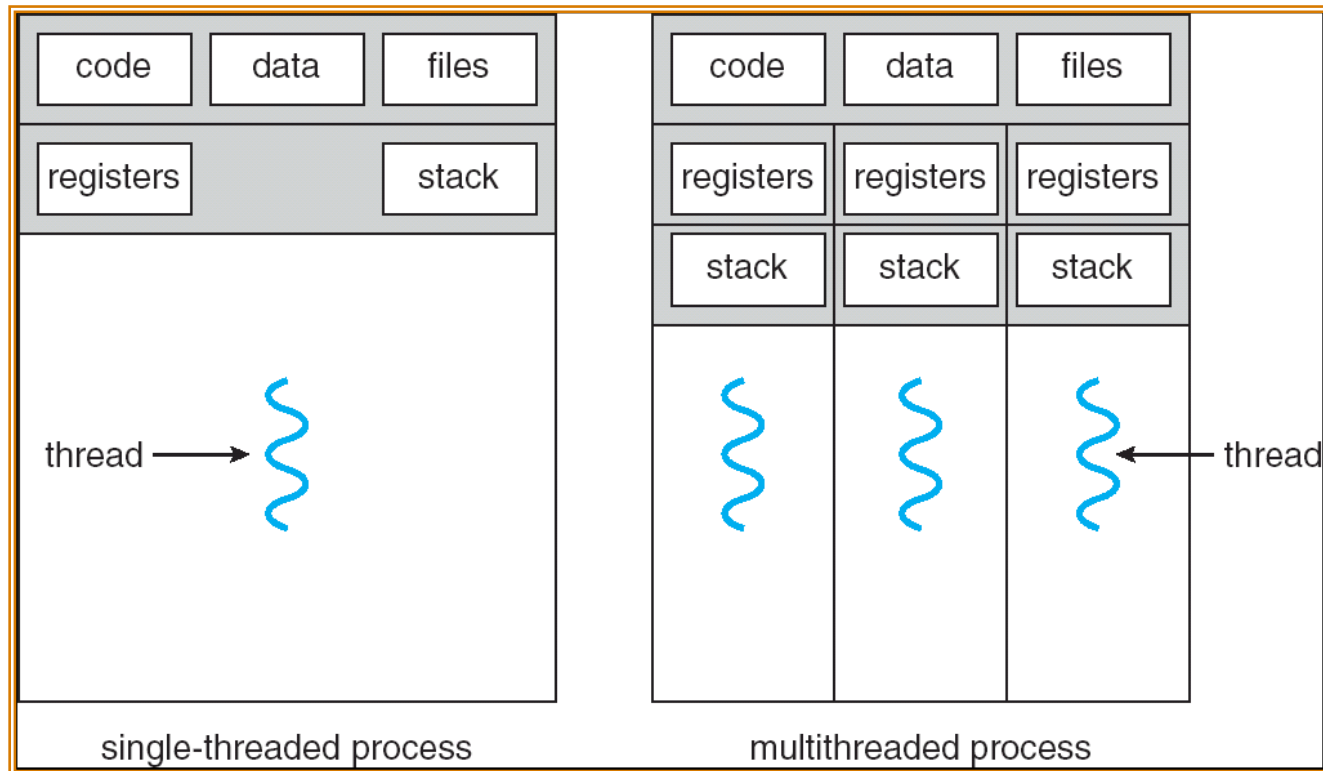 code data files code data files
registers stack registers registers registers
stack stack stack
thread thread
single-threaded process multithreaded process